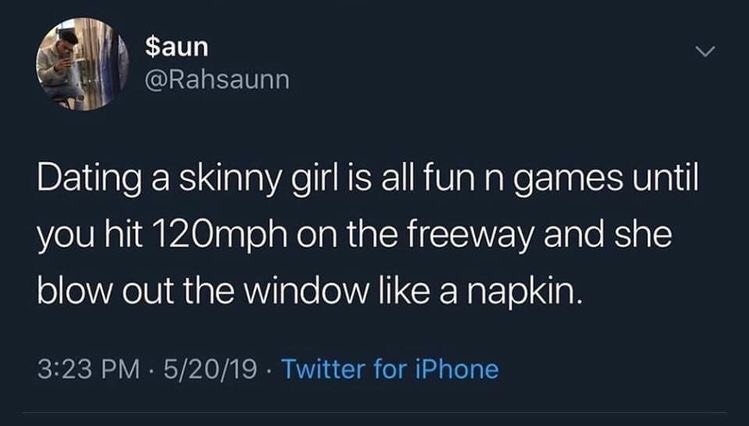 $aun
@Rahsaunn
Dating a skinny girl is all fun n games until
you hit 120mph on the freeway and she
blow out the window like a napkin.
3:23 PM · 5/20/19 · Twitter for iPhone